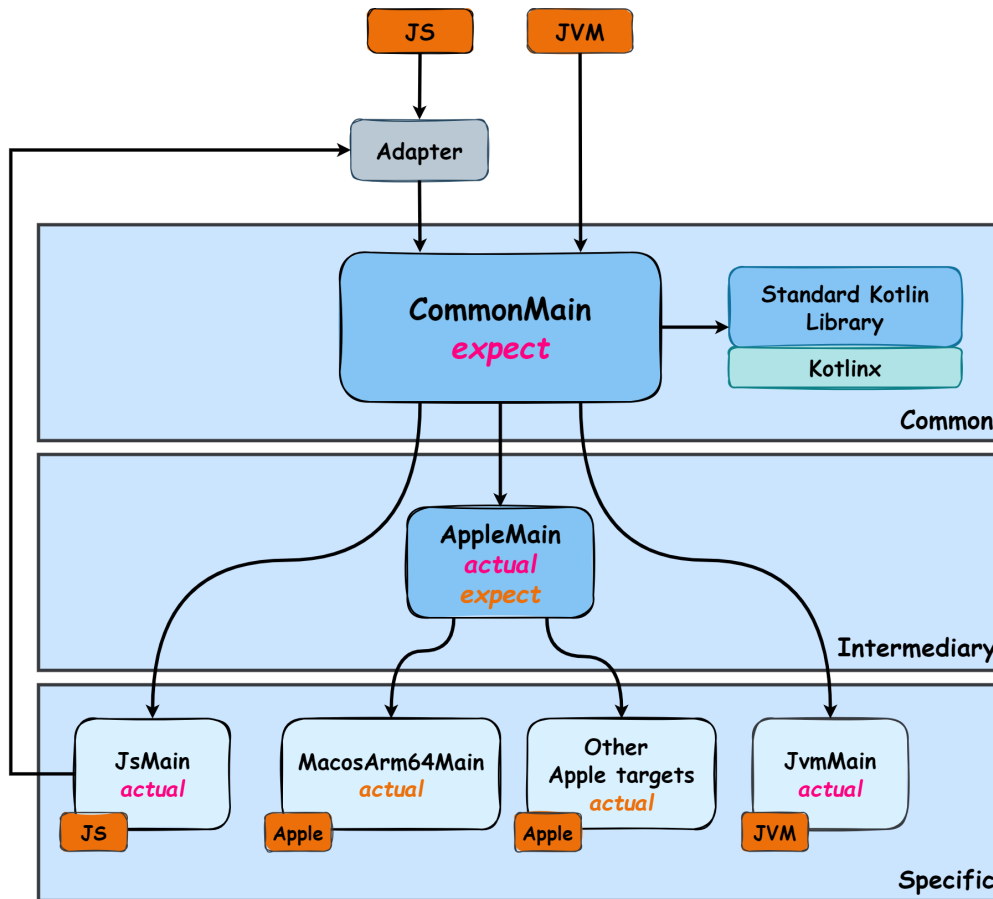 JS
JVM
Adapter
CommonMain
expect
Standard Kotlin
Library
Kotlinx
Common
AppleMain
actual
expect
Intermediary
JsMain
actual
JS
MacosArm64Main
actual
Apple
Other
Apple targets
actual
Apple
JvmMain
actual
JVM
Specific